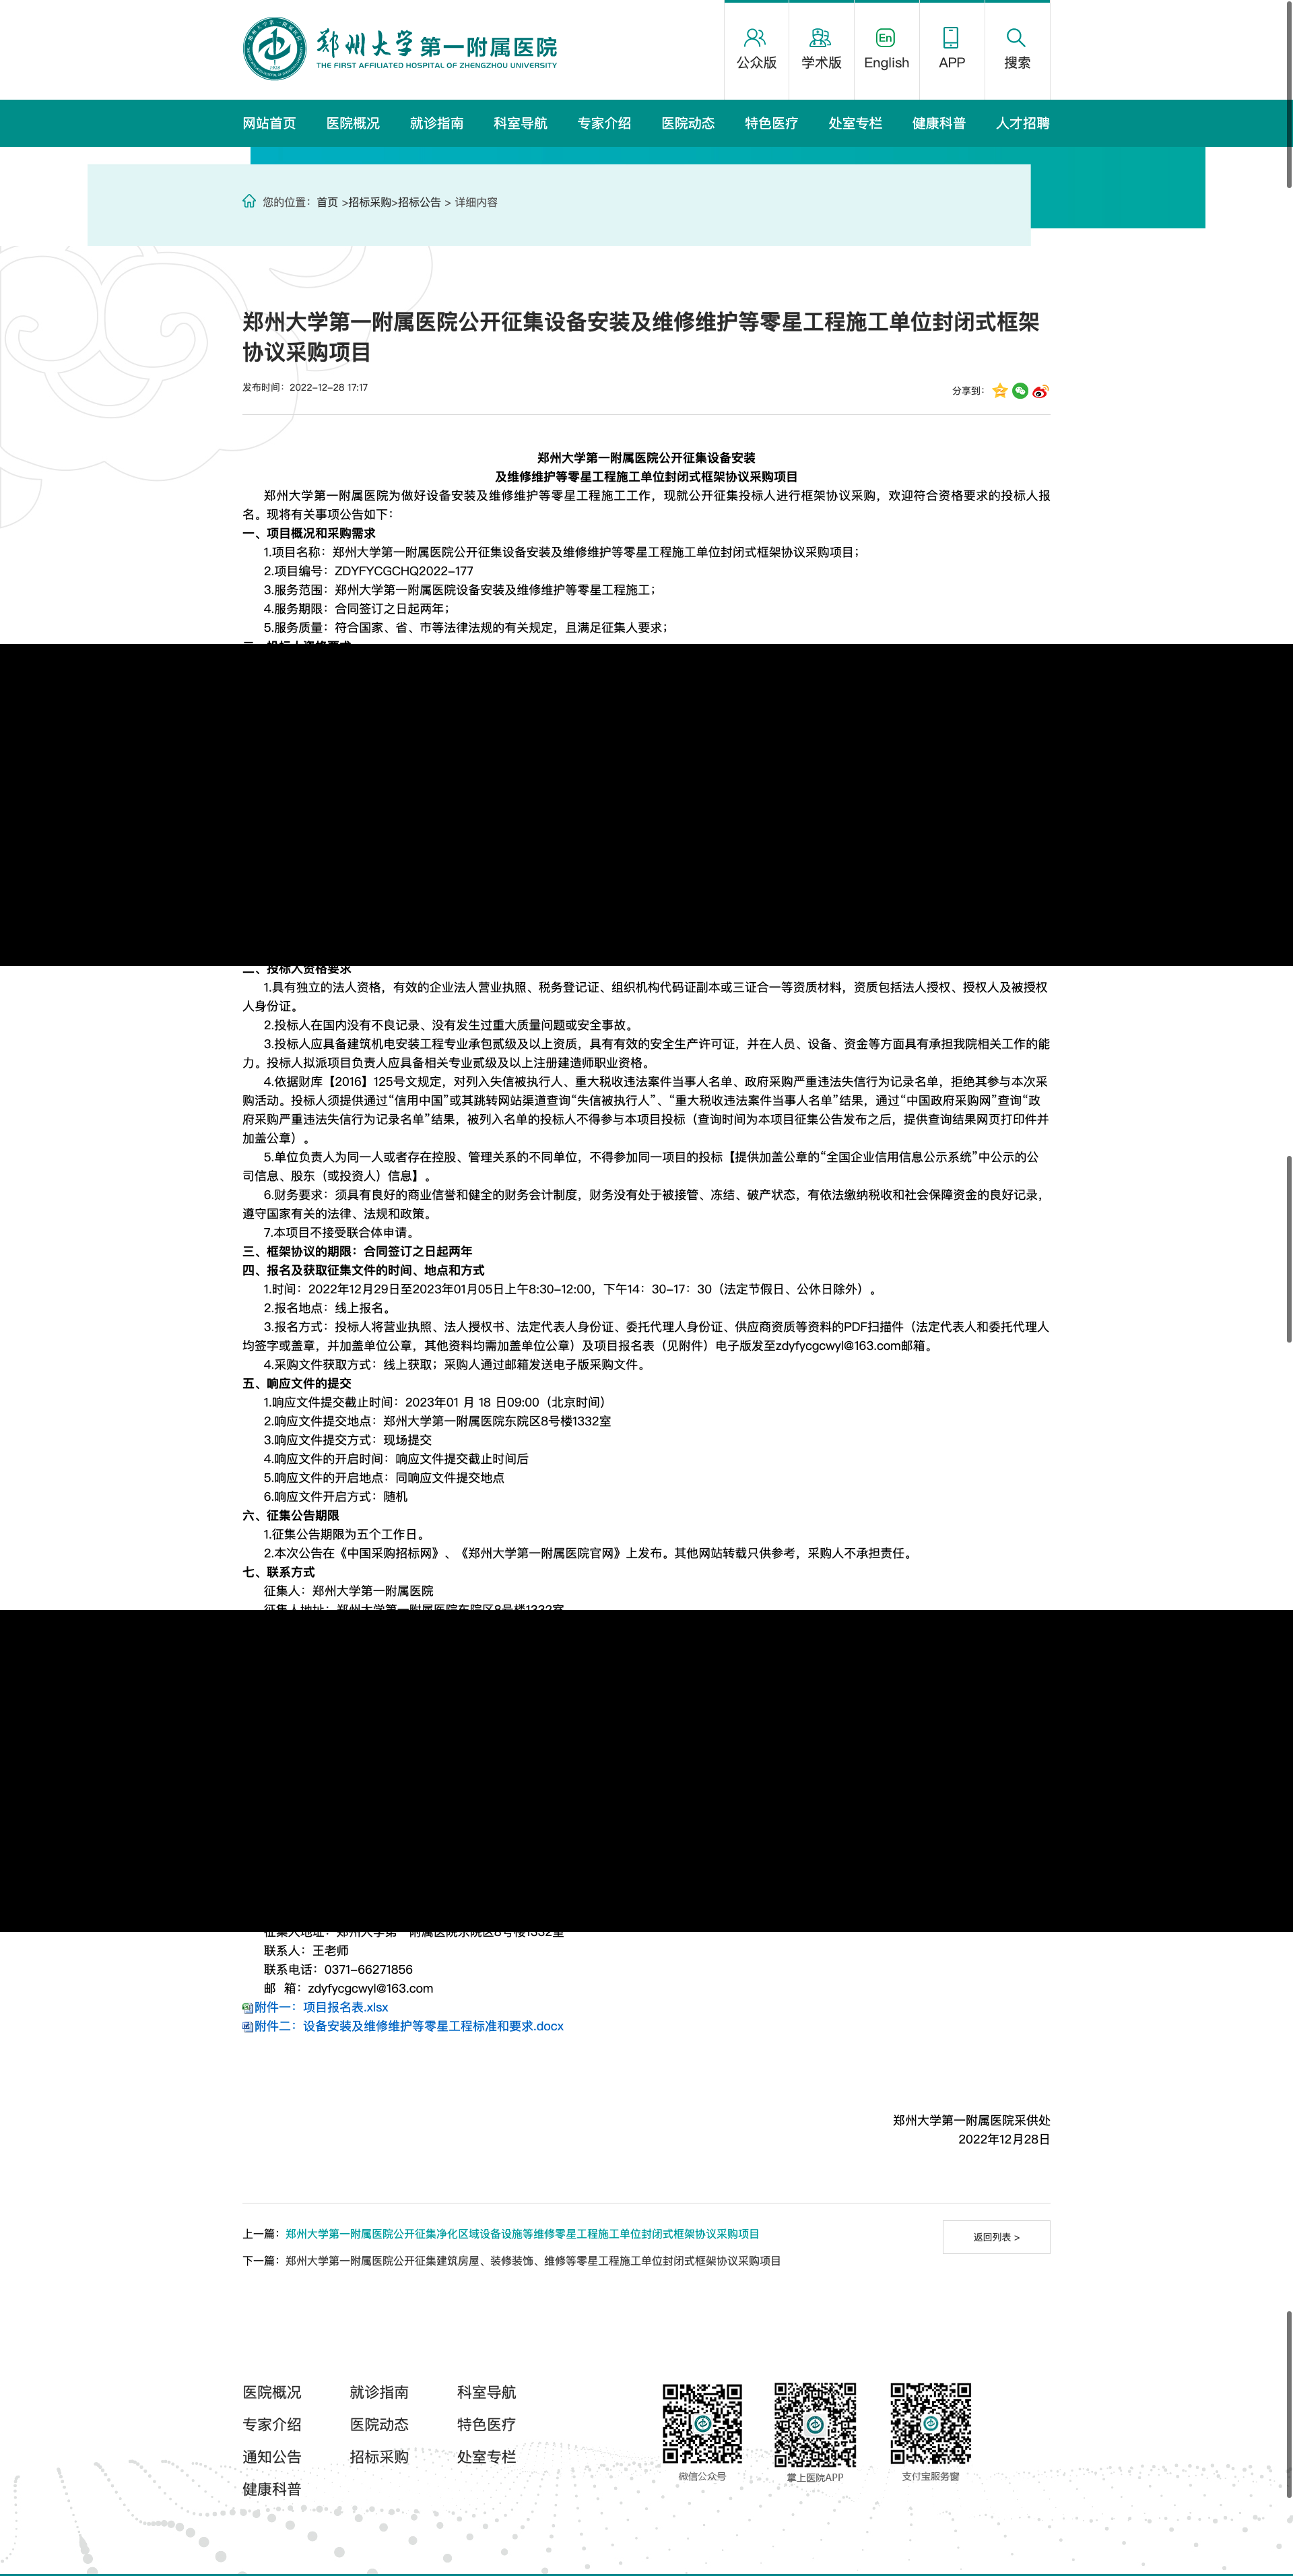 郑州大学第一附属医院
THE FIRST AFFILIATED HOSPITAL OF ZHENGZHOU UNIVERSITY
公众版
学术版
En
English
APP
搜索
网站首页 医院概况 就诊指南 科室导航 专家介绍 医院动态 特色医疗 处室专栏 健康科普 人才招聘
您的位置：首页 >招标采购>招标公告 > 详细内容
郑州大学第一附属医院公开征集设备安装及维修维护等零星工程施工单位封闭式框架
协议采购项目
发布时间：2022-12-28 17:17
分享到：
郑州大学第一附属医院公开征集设备安装
及维修维护等零星工程施工单位封闭式框架协议采购项目
郑州大学第一附属医院为做好设备安装及维修维护等零星工程施工工作，现就公开征集投标人进行框架协议采购，欢迎符合资格要求的投标人报
名。现将有关事项公告如下：
一、项目概况和采购需求
1.项目名称：郑州大学第一附属医院公开征集设备安装及维修维护等零星工程施工单位封闭式框架协议采购项目；
2.项目编号：ZDYFYCGCHQ2022-177
3.服务范围：郑州大学第一附属医院设备安装及维修维护等零星工程施工；
4.服务期限：合同签订之日起两年；
5.服务质量：符合国家、省、市等法律法规的有关规定，且满足征集人要求；
二、投标人资格要求
1.具有独立的法人资格，有效的企业法人营业执照、税务登记证、组织机构代码证副本或三证合一等资质材料，资质包括法人授权、授权人及被授权
人身份证。
2.投标人在国内没有不良记录、没有发生过重大质量问题或安全事故。
3.投标人应具备建筑机电安装工程专业承包贰级及以上资质，具有有效的安全生产许可证，并在人员、设备、资金等方面具有承担我院相关工作的能
力。投标人拟派项目负责人应具备相关专业贰级及以上注册建造师职业资格。
4.依据财库【2016】125号文规定，对列入失信被执行人、重大税收违法案件当事人名单、政府采购严重违法失信行为记录名单，拒绝其参与本次采
购活动。投标人须提供通过“信用中国”或其跳转网站渠道查询“失信被执行人”、“重大税收违法案件当事人名单”结果，通过“中国政府采购网”查询“政
府采购严重违法失信行为记录名单”结果，被列入名单的投标人不得参与本项目投标（查询时间为本项目征集公告发布之后，提供查询结果网页打印件并
加盖公章）。
5.单位负责人为同一人或者存在控股、管理关系的不同单位，不得参加同一项目的投标【提供加盖公章的“全国企业信用信息公示系统”中公示的公
司信息、股东（或投资人）信息】。
6.财务要求：须具有良好的商业信誉和健全的财务会计制度，财务没有处于被接管、冻结、破产状态，有依法缴纳税收和社会保障资金的良好记录，
遵守国家有关的法律、法规和政策。
7.本项目不接受联合体申请。
三、框架协议的期限：合同签订之日起两年
四、报名及获取征集文件的时间、地点和方式
1.时间：2022年12月29日至2023年01月05日上午8:30-12:00，下午14：30-17：30（法定节假日、公休日除外）。
2.报名地点：线上报名。
3.报名方式：投标人将营业执照、法人授权书、法定代表人身份证、委托代理人身份证、供应商资质等资料的PDF扫描件（法定代表人和委托代理人
均签字或盖章，并加盖单位公章，其他资料均需加盖单位公章）及项目报名表（见附件）电子版发至zdyfycgcwyl@163.com邮箱。
4.采购文件获取方式：线上获取；采购人通过邮箱发送电子版采购文件。
五、响应文件的提交
1.响应文件提交截止时间：2023年01 月 18 日09:00（北京时间）
2.响应文件提交地点：郑州大学第一附属医院东院区8号楼1332室
3.响应文件提交方式：现场提交
4.响应文件的开启时间：响应文件提交截止时间后
5.响应文件的开启地点：同响应文件提交地点
6.响应文件开启方式：随机
六、征集公告期限
1.征集公告期限为五个工作日。
2.本次公告在《中国采购招标网》、《郑州大学第一附属医院官网》上发布。其他网站转载只供参考，采购人不承担责任。
七、联系方式
征集人：郑州大学第一附属医院
征集人地址：郑州大学第一附属医院东院区8号楼1332室
联系人：王老师
联系电话：0371-66271856
邮 箱：zdyfycgcwyl@163.com
附件一：项目报名表.xlsx
附件二：设备安装及维修维护等零星工程标准和要求.docx
郑州大学第一附属医院采供处
2022年12月28日
上一篇：郑州大学第一附属医院公开征集净化区域设备设施等维修零星工程施工单位封闭式框架协议采购项目
返回列表 >
下一篇：郑州大学第一附属医院公开征集建筑房屋、装修装饰、维修等零星工程施工单位封闭式框架协议采购项目
医院概况 就诊指南 科室导航
专家介绍 医院动态 特色医疗
通知公告 招标采购 处室专栏
健康科普
微信公众号 掌上医院APP 支付宝服务窗